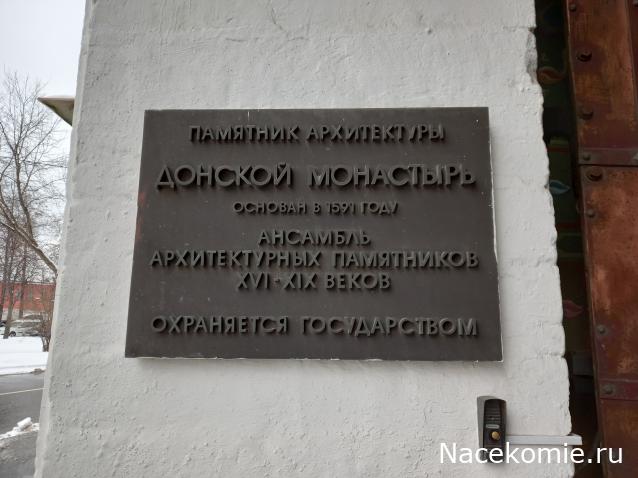 ПАМЯТНИК АРХИТЕКТУРЫ
ДОНСКОЙ МОНАСТЫРЬ
ОСНОВАН В 1591 ГОДУ
АНСАМБЛЬ
АРХИТЕКТУРНЫХ ПАМЯТНИКОВ
XVI-XIX ВЕКОВ
ОХРАНЯЕТСЯ ГОСУДАРСТВОМ
Nacekomie.ru